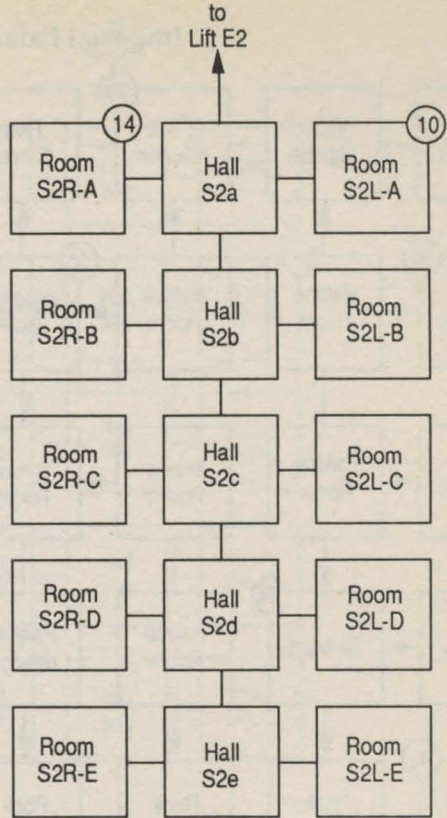 to
Lift E2
14
10
Room
S2R-A
Hall
S2a
Room
S2L-A
Room
S2R-B
Hall
S2b
Room
S2L-B
Room
S2R-C
Hall
S2c
Room
S2L-C
Room
S2R-D
Hall
S2d
Room
S2L-D
Room
S2R-E
Hall
S2e
Room
S2L-E